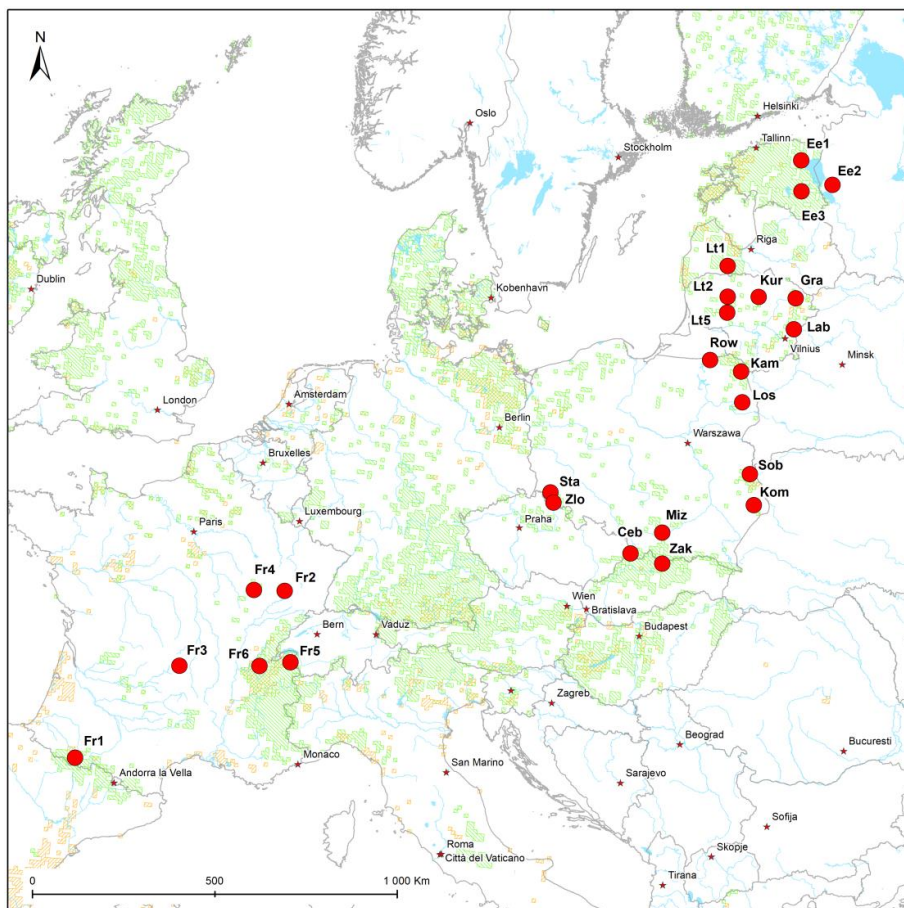 N
Oslo
Helsinki
Tallinn
Stockholm
Ee1
Ee2
Ee3
Riga
Lt1
Dublin
Kobenhavn
Lt2
Kur
Gra
Lt5
Lab
Vilnius
Row
Minsk
Kam
London
Amsterdam
Los
Berlin
Warszawa
Bruxelles
Sob
Sta
Zlo
Kom
Luxembourg
Paris
Praha
Miz
Ceb
Zak
Fr4
Fr2
Wien
Bratislava
Bern
Vaduz
Budapest
Fr3
Fr6
Fr5
Zagreb
Fr1
Beograd
Bucuresti
Monaco
San Marino
Andorra la Vella
Sarajevo
Sofija
Roma
Città del Vaticano
Skopje
Tirana
0
500
1 000 Km